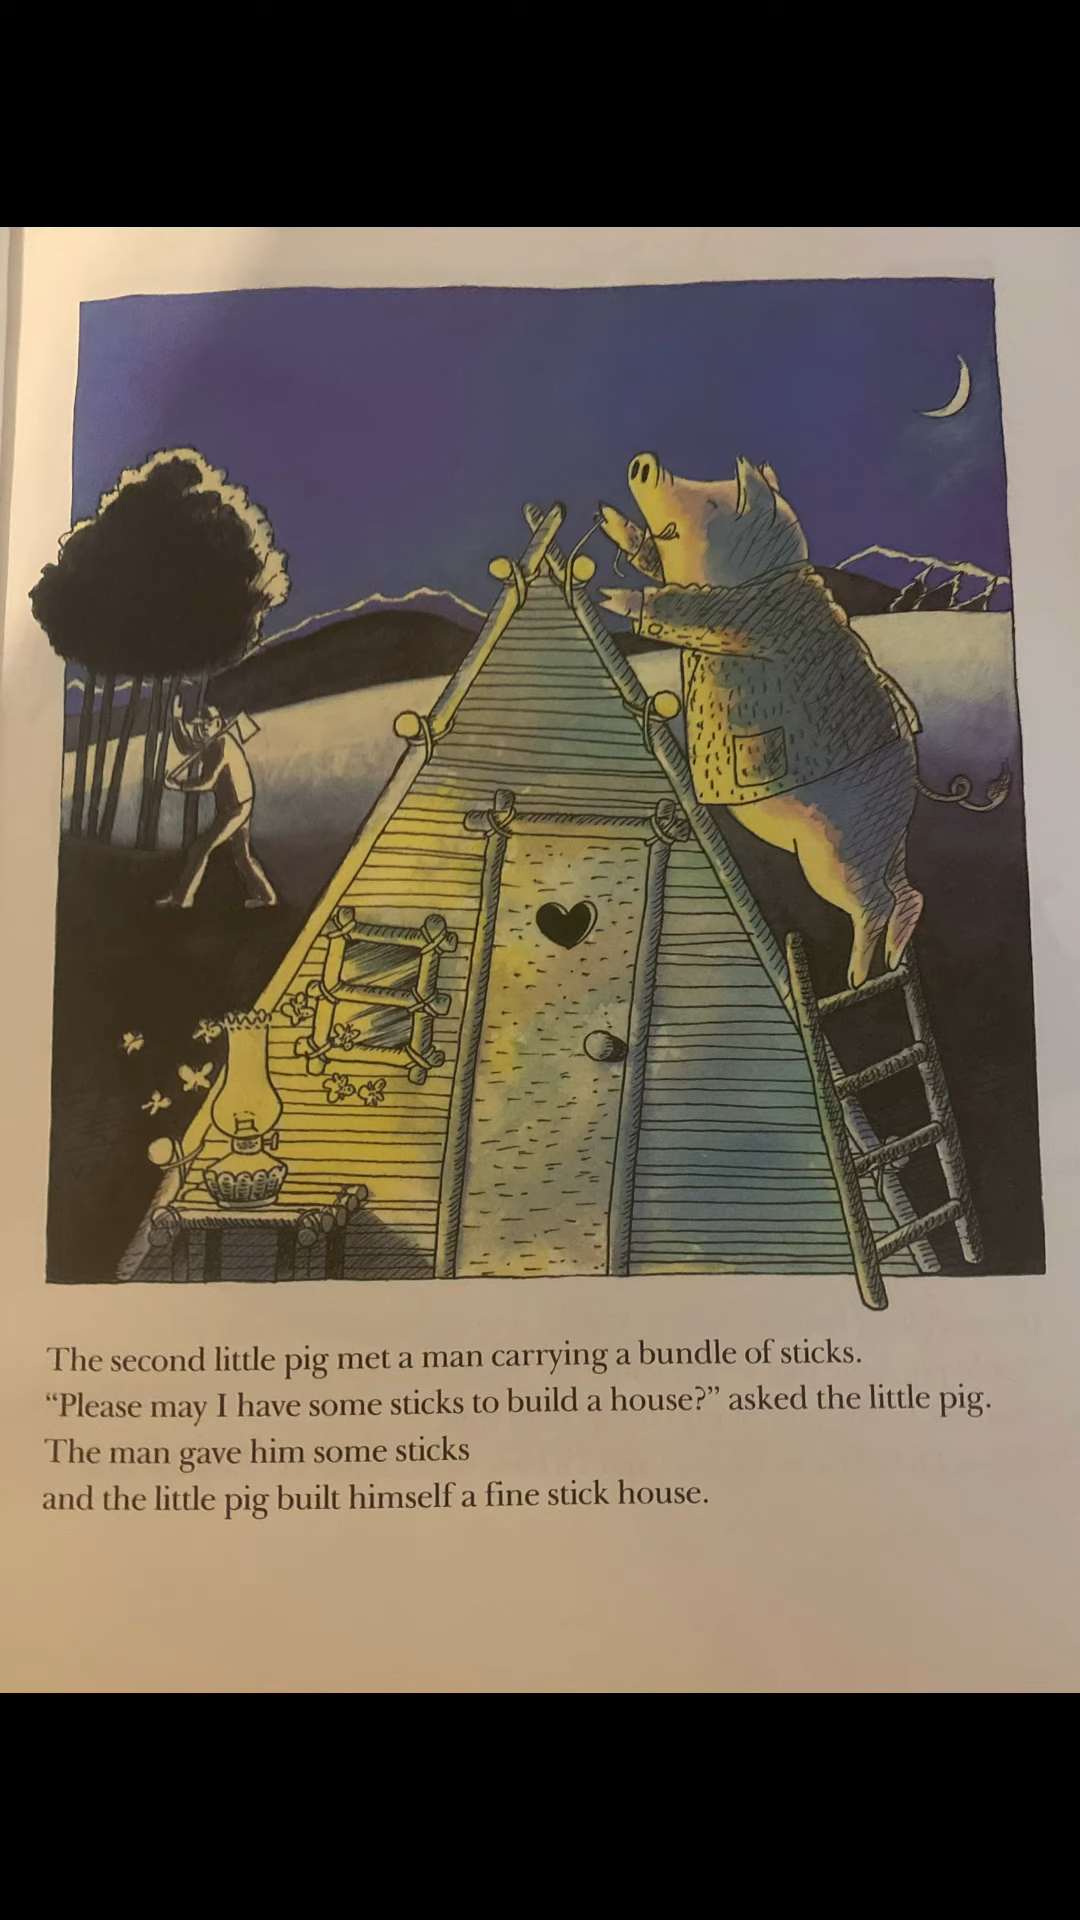 The second little pig met a man carrying a bundle of sticks.
“Please may I have some sticks to build a house?” asked the little pig.
The man gave him some sticks
and the little pig built himself a fine stick house.